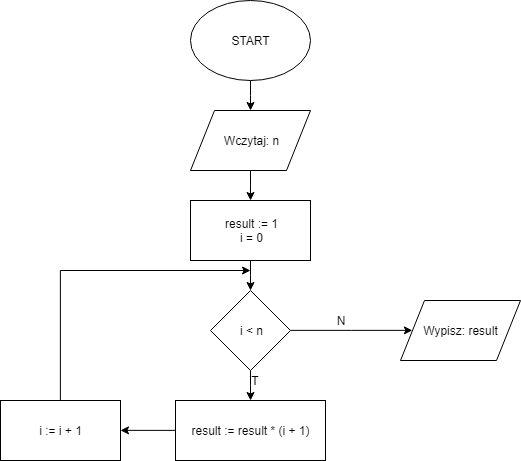 START
Wczytaj: n
result := 1
i = 0
i < n
N
Wypisz: result
T
i := i + 1
result := result * (i + 1)